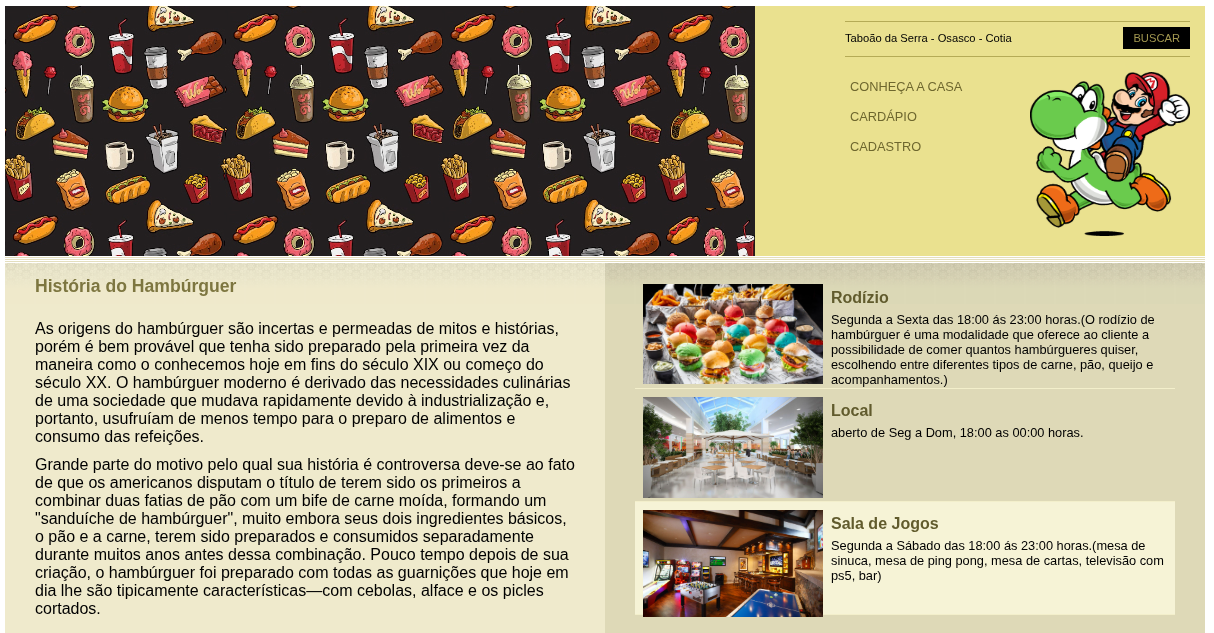 Taboão da Serra - Osasco - Cotia
BUSCAR
CONHEÇA A CASA
CARDÁPIO
CADASTRO
História do Hambúrguer
As origens do hambúrguer são incertas e permeadas de mitos e histórias,
porém é bem provável que tenha sido preparado pela primeira vez da
maneira como o conhecemos hoje em fins do século XIX ou começo do
século XX. O hambúrguer moderno é derivado das necessidades culinárias
de uma sociedade que mudava rapidamente devido à industrialização e,
portanto, usufruíam de menos tempo para o preparo de alimentos e
consumo das refeições.
Grande parte do motivo pelo qual sua história é controversa deve-se ao fato
de que os americanos disputam o título de terem sido os primeiros a
combinar duas fatias de pão com um bife de carne moída, formando um
"sanduíche de hambúrguer", muito embora seus dois ingredientes básicos,
o pão e a carne, terem sido preparados e consumidos separadamente
durante muitos anos antes dessa combinação. Pouco tempo depois de sua
criação, o hambúrguer foi preparado com todas as guarnições que hoje em
dia lhe são tipicamente características—com cebolas, alface e os picles
cortados.
Rodízio
Segunda a Sexta das 18:00 ás 23:00 horas.(O rodízio de
hambúrguer é uma modalidade que oferece ao cliente a
possibilidade de comer quantos hambúrgueres quiser,
escolhendo entre diferentes tipos de carne, pão, queijo e
acompanhamentos.)
Local
aberto de Seg a Dom, 18:00 as 00:00 horas.
Sala de Jogos
Segunda a Sábado das 18:00 ás 23:00 horas.(mesa de
sinuca, mesa de ping pong, mesa de cartas, televisão com
ps5, bar)